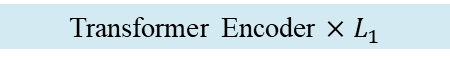 Transformer Encoder × L₁